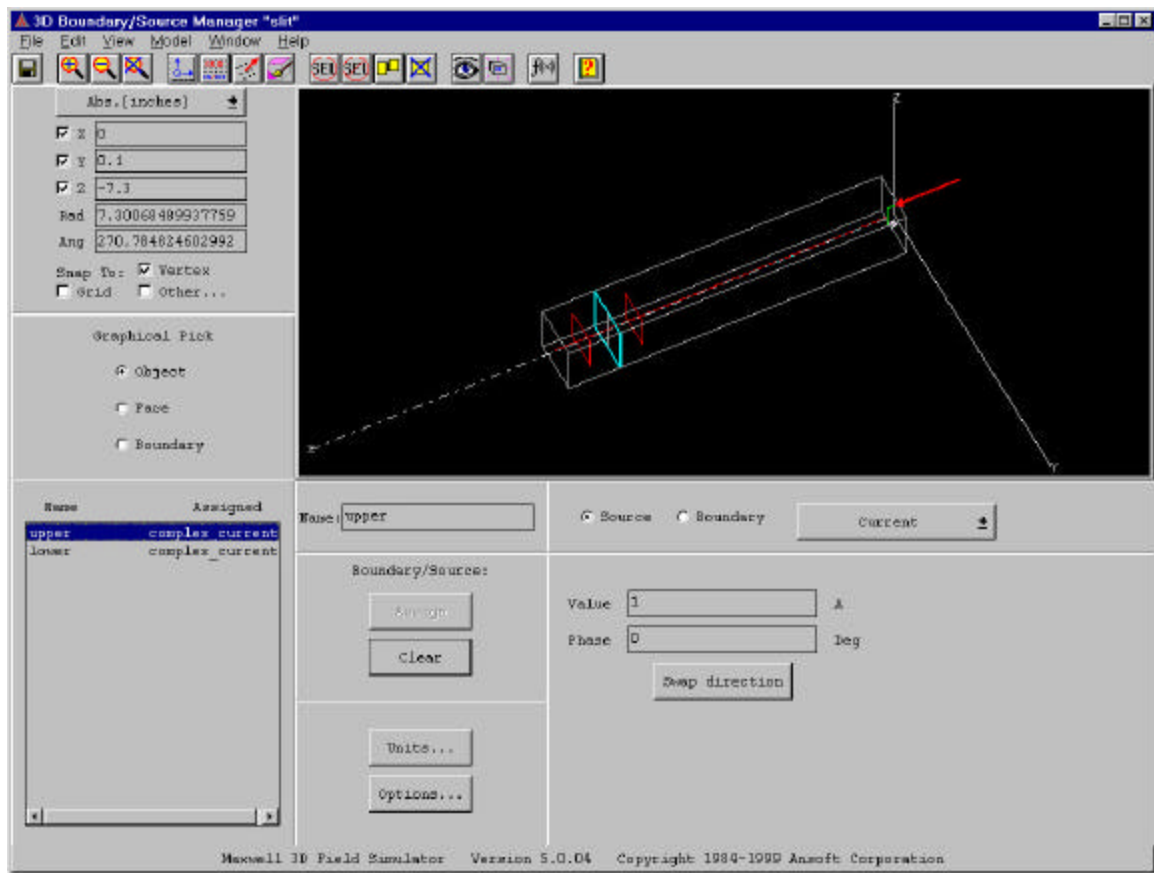 3D Boundary/Source Manager "slit"
File Edit View Model Window Help
SEL SEL f(x) ?
Abs.[inches]
X 0
Y 0.1
Z -7.3
Rad 7.30068489937759
Ang 270.784824602992
Snap To: Vertex
Grid Other...
Graphical Pick
Object
Face
Boundary
Z
X
Y
Name Assigned
upper complex_current
lower complex_current
Name: upper
Source Boundary Current
Boundary/Source:
Assign
Clear
Units...
Options...
Value 1 A
Phase 0 Deg
Swap direction
Maxwell 3D Field Simulator Version 5.0.04 Copyright 1984-1999 Ansoft Corporation